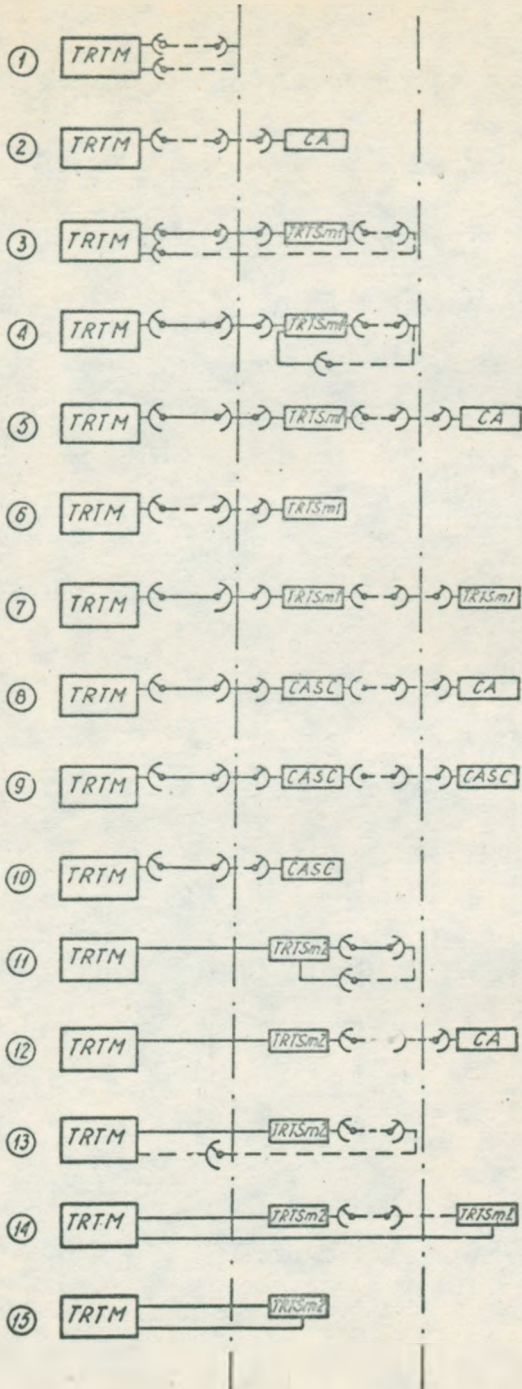 1 TRTM
2 TRTM CA
3 TRTM TRTSm1
4 TRTM TRTSm1
5 TRTM TRTSm1 CA
6 TRTM TRTSm1
7 TRTM TRTSm1 TRTSm1
8 TRTM CASC CA
9 TRTM CASC CASC
10 TRTM CASC
11 TRTM TRTSm2
12 TRTM TRTSm2 CA
13 TRTM TRTSm2
14 TRTM TRTSm2 TRTSm2
15 TRTM TRTSm2